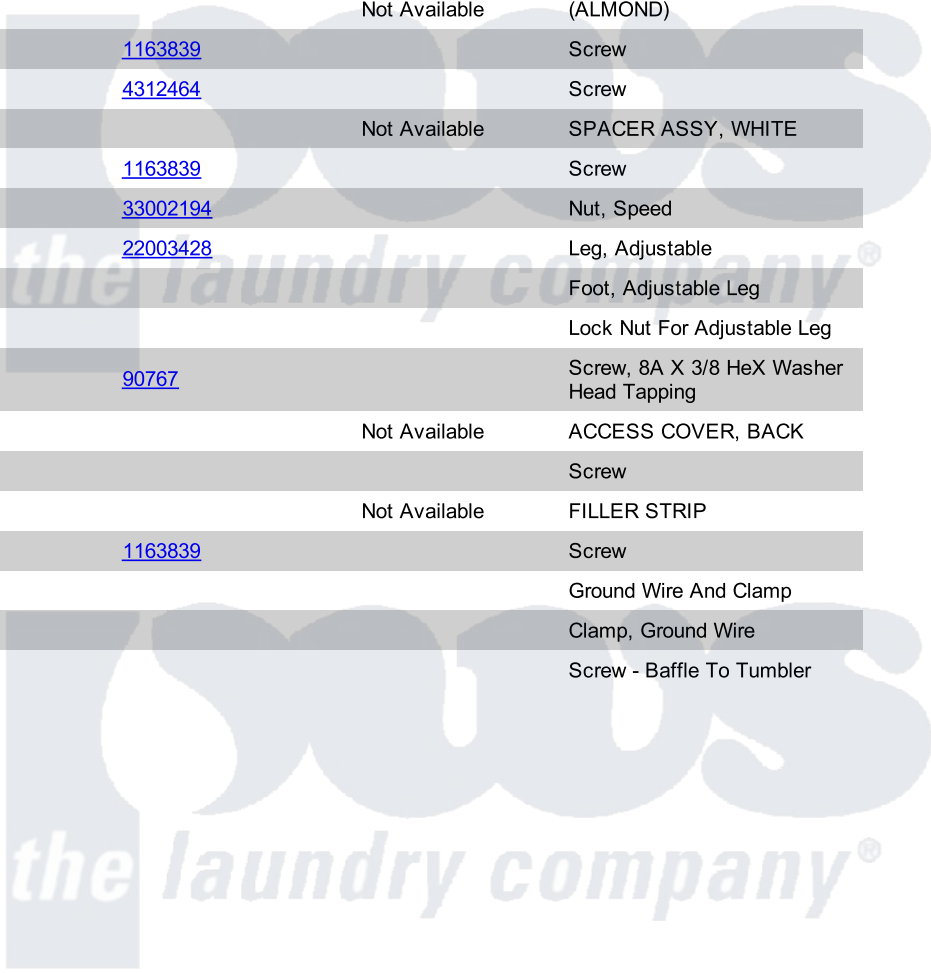 Not Available (ALMOND)
1163839 Screw
4312464 Screw
Not Available SPACER ASSY, WHITE
1163839 Screw
33002194 Nut, Speed
22003428 Leg, Adjustable
the laundry company®
Foot, Adjustable Leg
Lock Nut For Adjustable Leg
90767 Screw, 8A X 3/8 HeX Washer
Head Tapping
Not Available ACCESS COVER, BACK
Screw
Not Available FILLER STRIP
1163839 Screw
Ground Wire And Clamp
Clamp, Ground Wire
Screw - Baffle To Tumbler
pws
the laundry company®